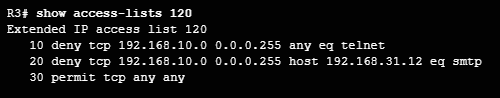 R3# show access-lists 120
Extended IP access list 120
10 deny tcp 192.168.10.0 0.0.0.255 any eq telnet
20 deny tcp 192.168.10.0 0.0.0.255 host 192.168.31.12 eq smtp
30 permit tcp any any